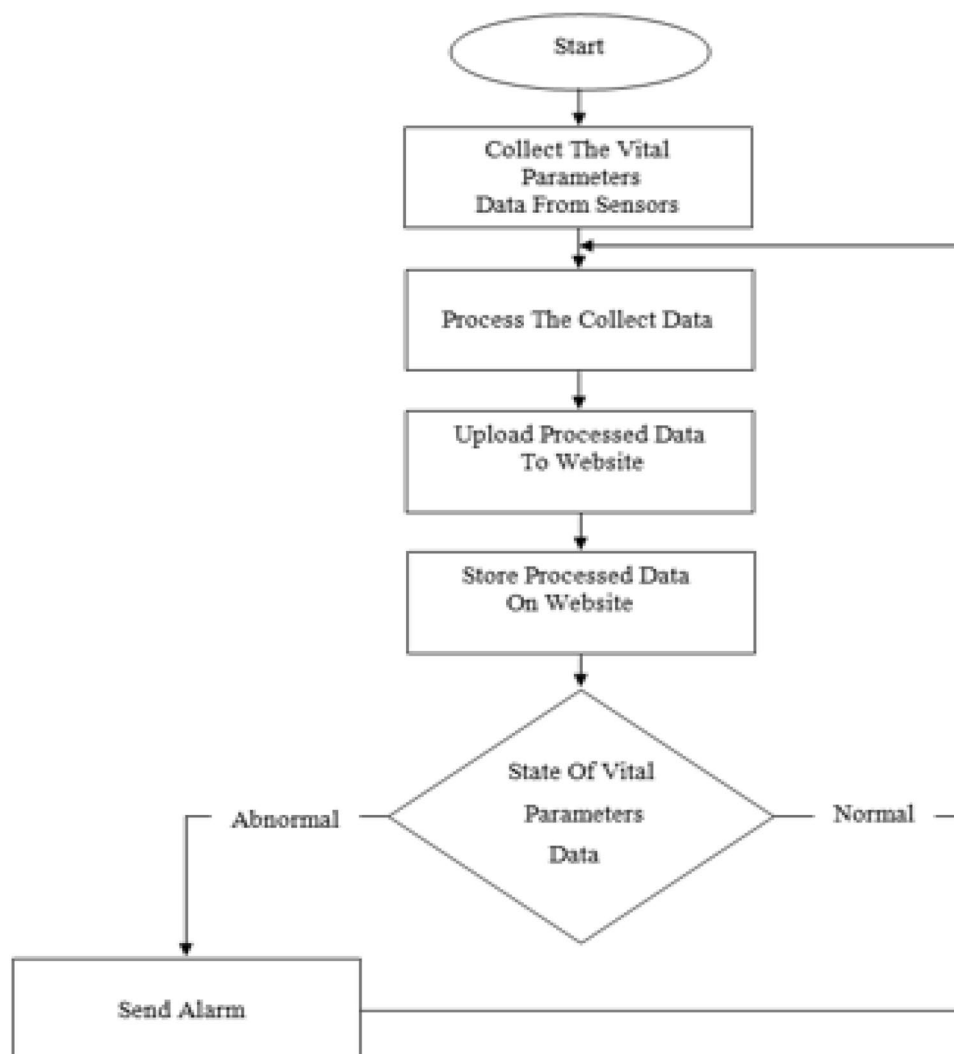 Start
Collect The Vital
Parameters
Data From Sensors
Process The Collect Data
Upload Processed Data
To Website
Store Processed Data
On Website
State Of Vital
Parameters
Data
Abnormal
Normal
Send Alarm